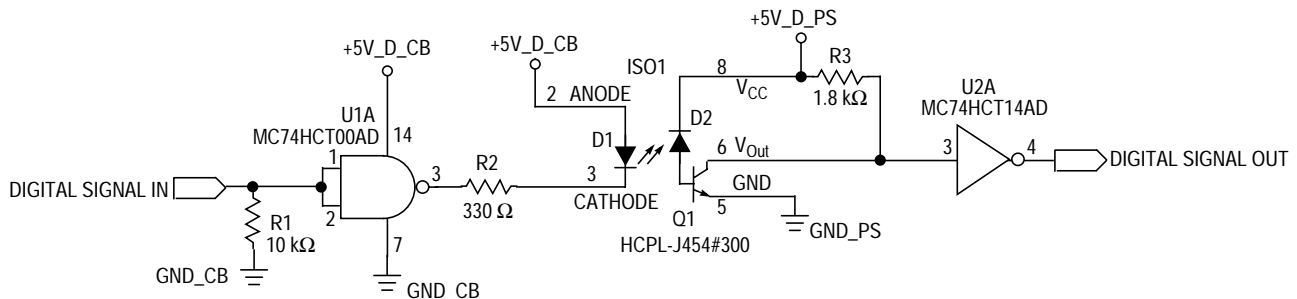 +5V_D_PS
+5V_D_CB
+5V_D_CB
ISO1
8
R3
VCC
1.8 kΩ
U2A
MC74HCT14AD
2 ANODE
U1A
MC74HCT00AD
14
D1
D2
6 VOut
3
4
DIGITAL SIGNAL OUT
1
3
R2
3
GND
DIGITAL SIGNAL IN
2
330 Ω
CATHODE
5
R1
10 kΩ
7
Q1
GND_PS
HCPL-J454#300
GND_CB
GND_CB